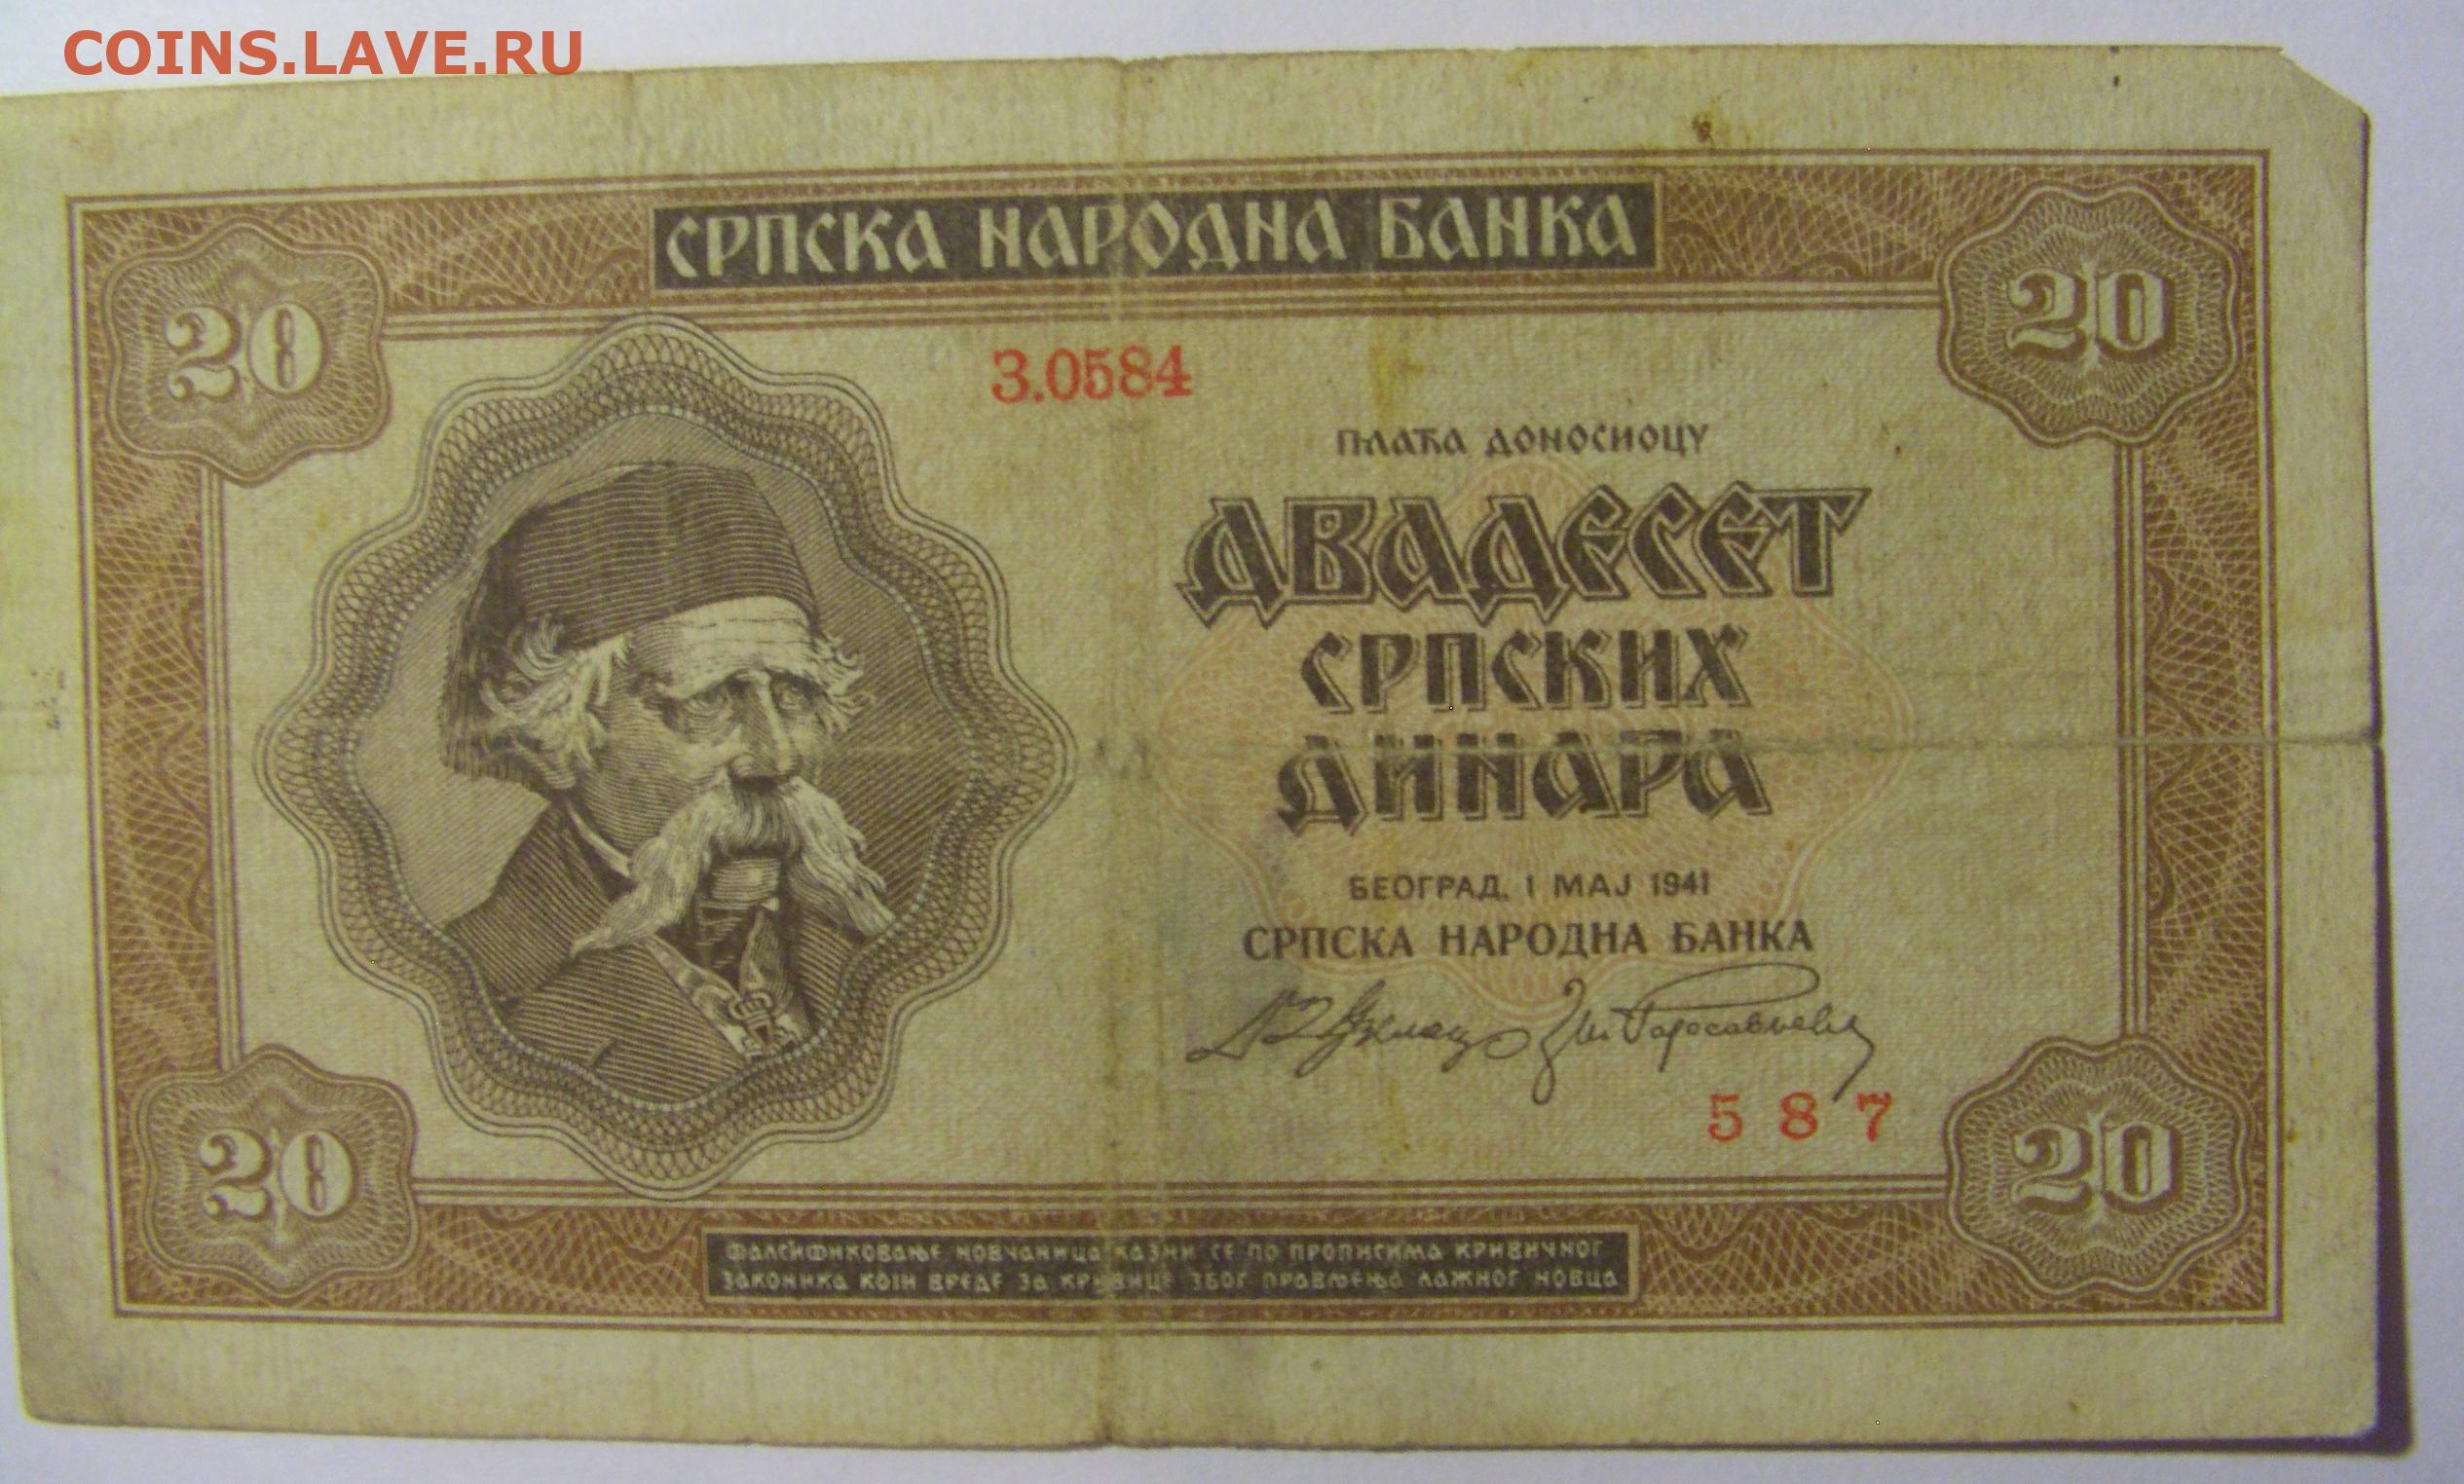 COINS.LAVE.RU
СРПСКА НАРОДНА БАНКА
20
20
З.0584
ПЛАЋА ДОНОСИОЦУ
ДВАДЕСЕТ
СРПСКИХ
ДИНАРА
БЕОГРАД, 1 МАЈ 1941
СРПСКА НАРОДНА БАНКА
587
20
20
ФАЛСИФИКОВАЊЕ НОВЧАНИЦА КАЗНИ СЕ ПО ПРОПИСИМА КРИВИЧНОГ
ЗАКОНИКА КОЈИ ВРЕДЕ ЗА КРИВИЦЕ ЗБОГ ПРАВЉЕЊА ЛАЖНОГ НОВЦА